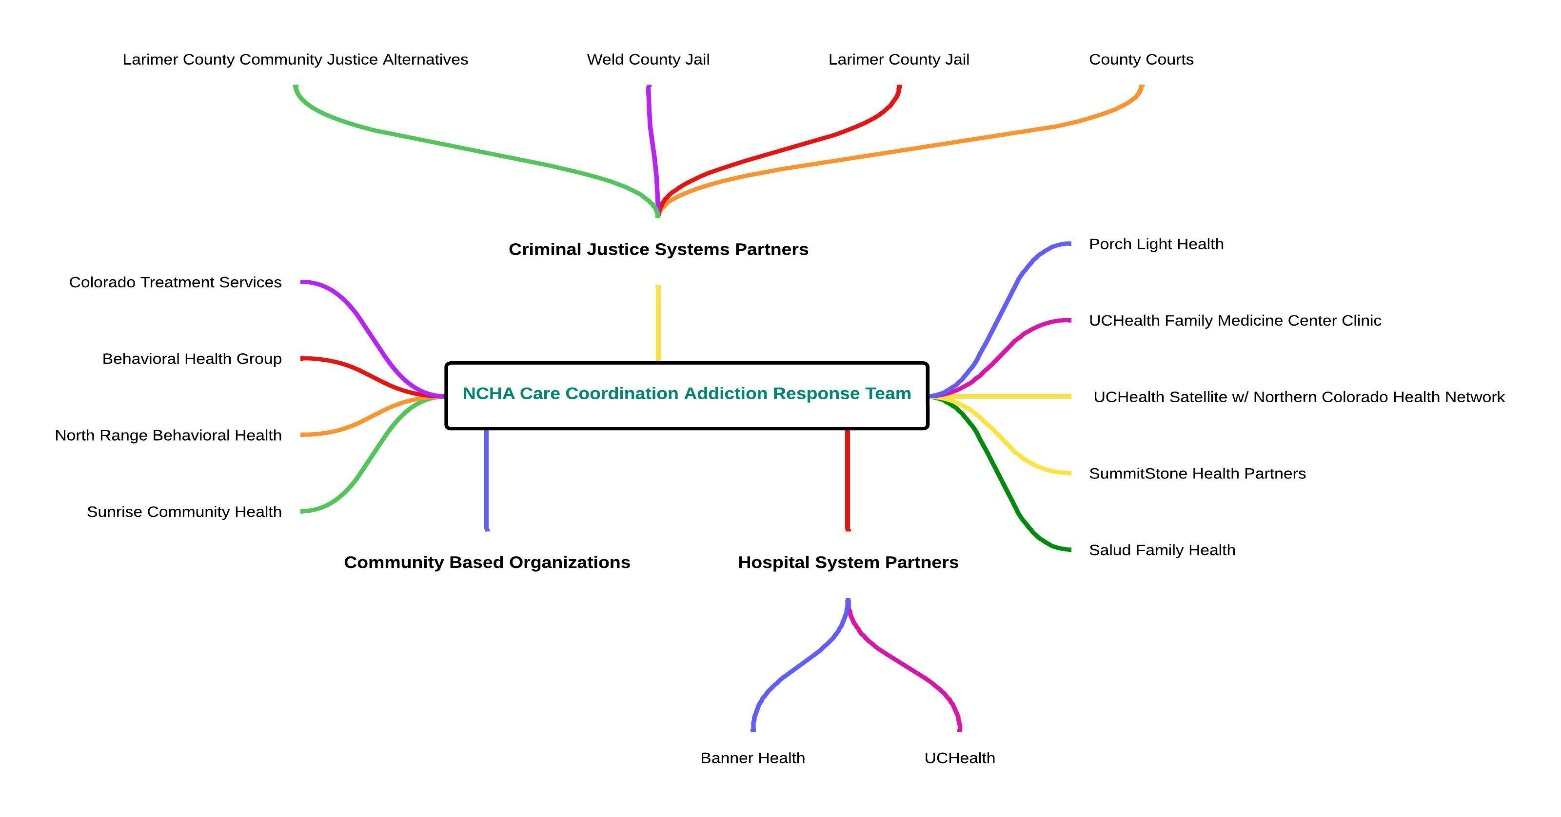 Larimer County Community Justice Alternatives
Weld County Jail
Larimer County Jail
County Courts
Criminal Justice Systems Partners
Colorado Treatment Services
Behavioral Health Group
North Range Behavioral Health
Sunrise Community Health
NCHA Care Coordination Addiction Response Team
Porch Light Health
UCHealth Family Medicine Center Clinic
UCHealth Satellite w/ Northern Colorado Health Network
SummitStone Health Partners
Salud Family Health
Community Based Organizations
Hospital System Partners
Banner Health
UCHealth